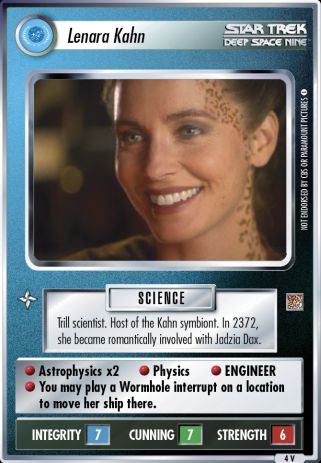 Lenara Kahn
STAR TREK
DEEP SPACE NINE
NOT ENDORSED BY CBS OR PARAMOUNT PICTURES
SCIENCE
Trill scientist. Host of the Kahn symbiont. In 2372,
she became romantically involved with Jadzia Dax.
Astrophysics x2 Physics ENGINEER
You may play a Wormhole interrupt on a location
to move her ship there.
INTEGRITY 7 CUNNING 7 STRENGTH 6
4 V